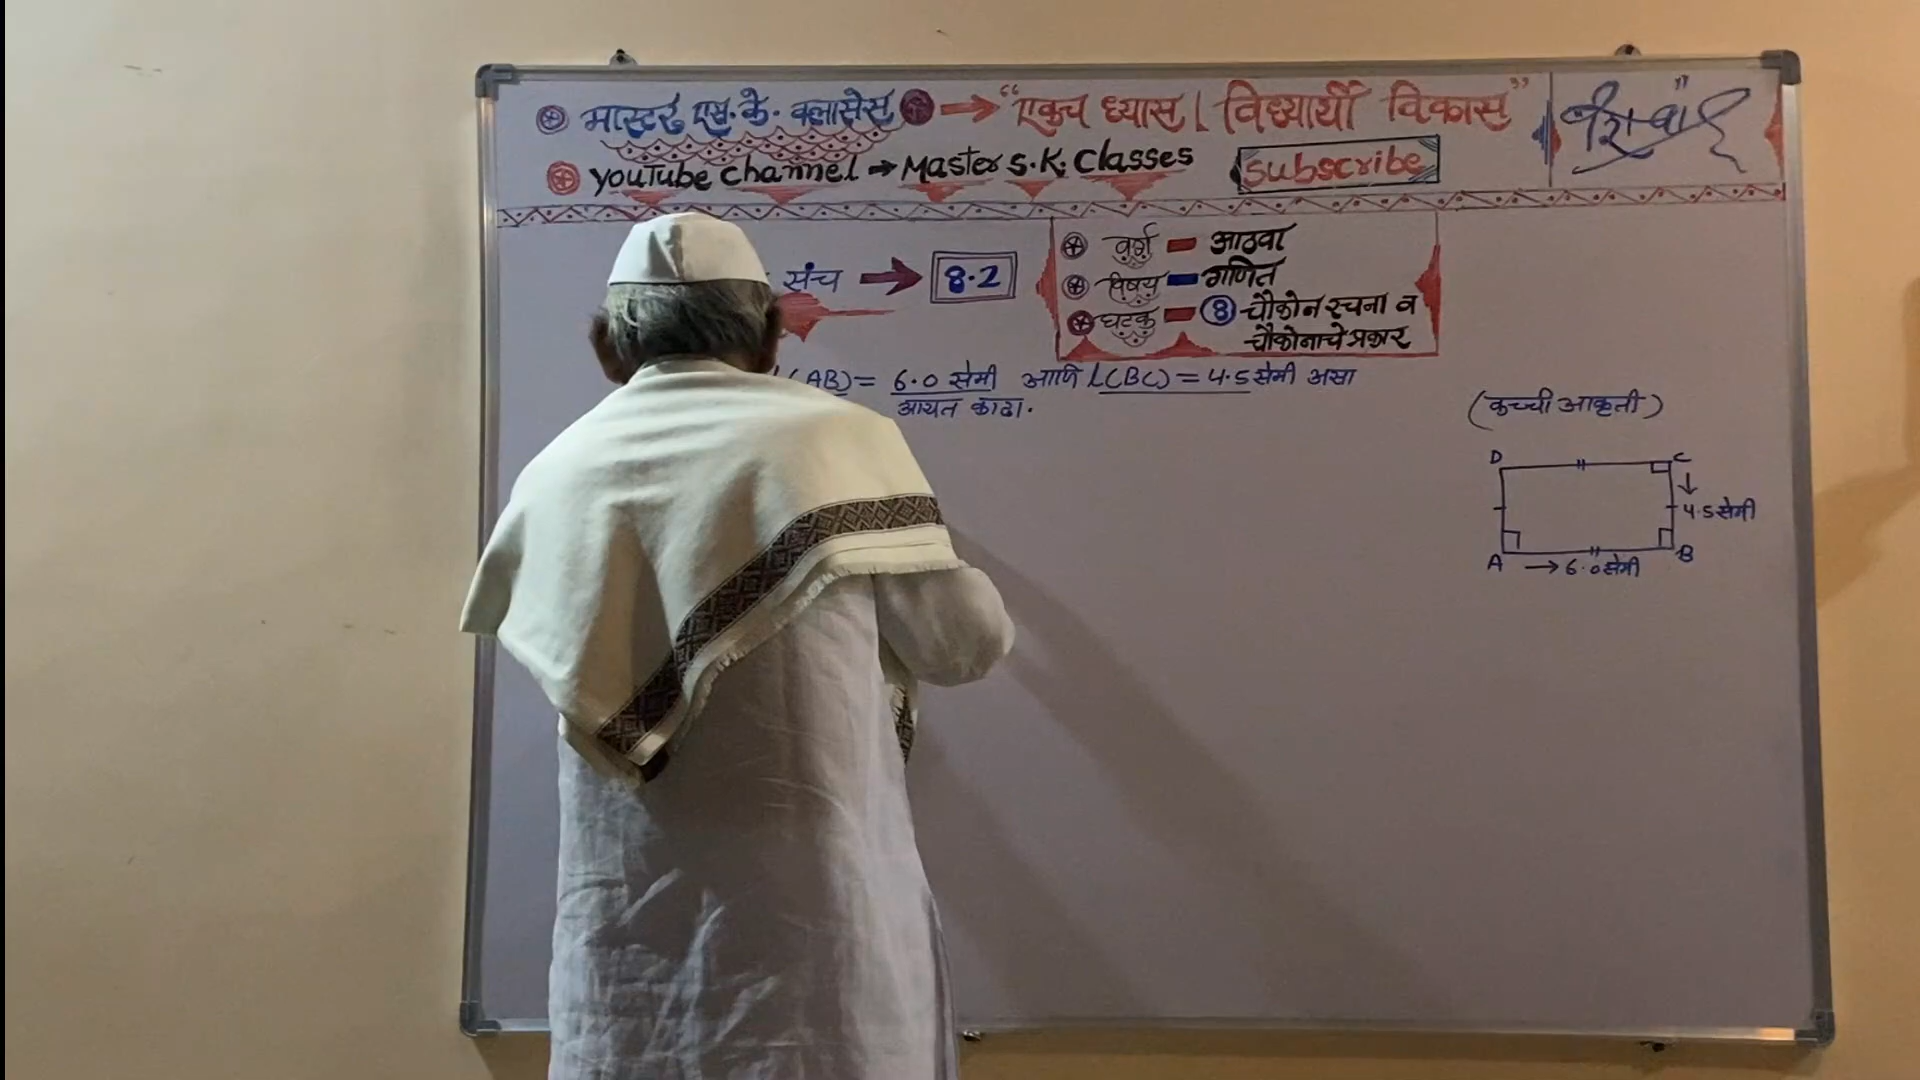 मास्टर एस.के. क्लासेस → "एकच ध्यास। विध्यार्थी विकास"
YouTube channel → Master S.K. Classes subscribe
संच → 8.2
वर्ग - आठवा
विषय - गणित
घटक - 8 चौकोन रचना व
चौकोनाचे प्रकार
(AB) = 6.0 सेमी आणि l(BC) = 4.5 सेमी असा
आयत काढा.
(कच्ची आकृती)
D C
↓
4.5 सेमी
A B
→ 6.0 सेमी